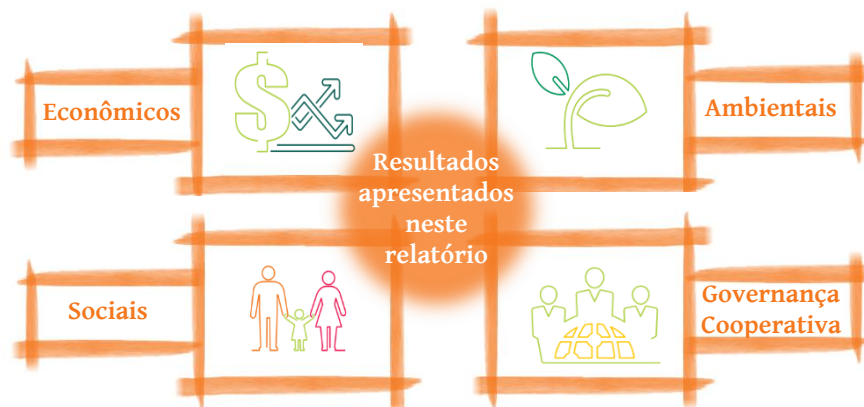 Econômicos
Ambientais
Resultados
apresentados
neste
relatório
Sociais
Governança
Cooperativa